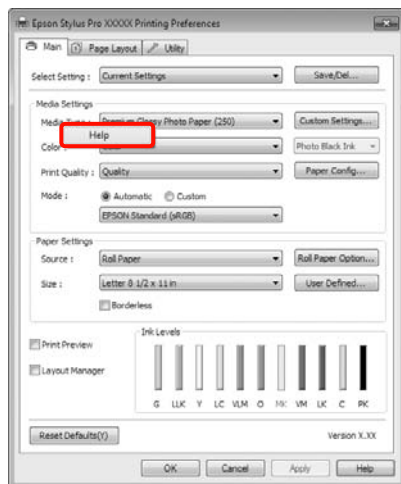 Epson Stylus Pro XXXXX Printing Preferences
Main Page Layout Utility
Select Setting : Current Settings Save/Del...
Media Settings
Media Type : Premium Glossy Photo Paper (250) Custom Settings...
Help
Color : Photo Black Ink
Print Quality : Quality Paper Config...
Mode : Automatic Custom
EPSON Standard (sRGB)
Paper Settings
Source : Roll Paper Roll Paper Option...
Size : Letter 8 1/2 x 11 in User Defined...
Borderless
Ink Levels
Print Preview
Layout Manager
G LLK Y LC VLM O MK VM LK C PK
Reset Defaults(Y) Version X.XX
OK Cancel Apply Help